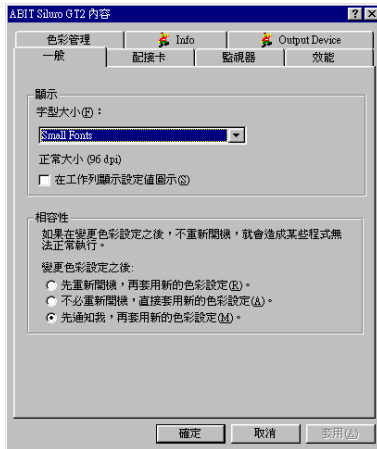 ABIT Siluro GT2 內容
色彩管理
Info
Output Device
一般
配接卡
監視器
效能
顯示
字型大小(F)：
Small Fonts
正常大小 (96 dpi)
在工作列顯示設定值圖示(S)
相容性
如果在變更色彩設定之後，不重新開機，就會造成某些程式無
法正常執行。
變更色彩設定之後:
先重新開機，再套用新的色彩設定(R)。
不必重新開機，直接套用新的色彩設定(A)。
先通知我，再套用新的色彩設定(M)。
確定
取消
套用(A)